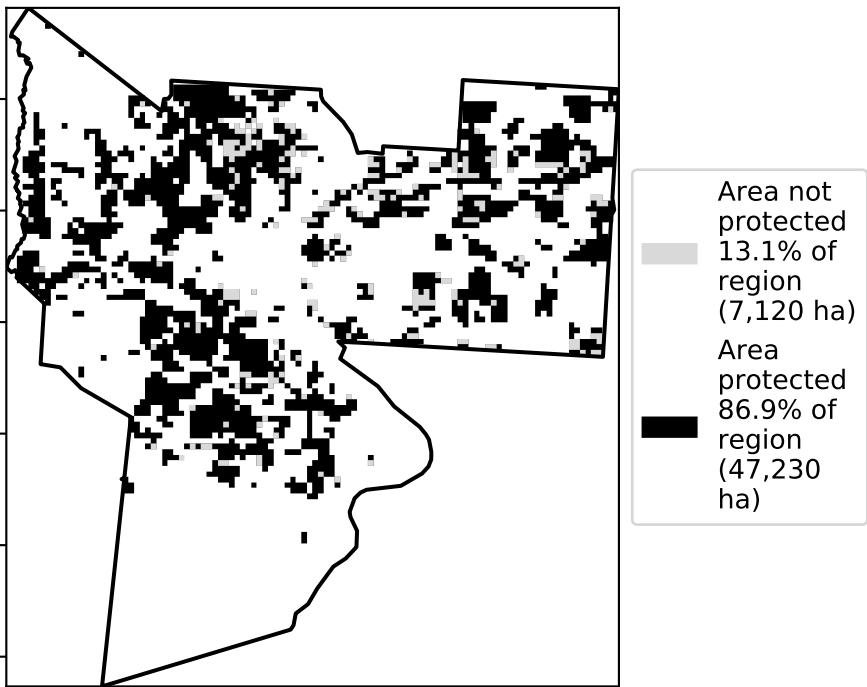 Area not
protected
13.1% of
region
(7,120 ha)
Area
protected
86.9% of
region
(47,230
ha)